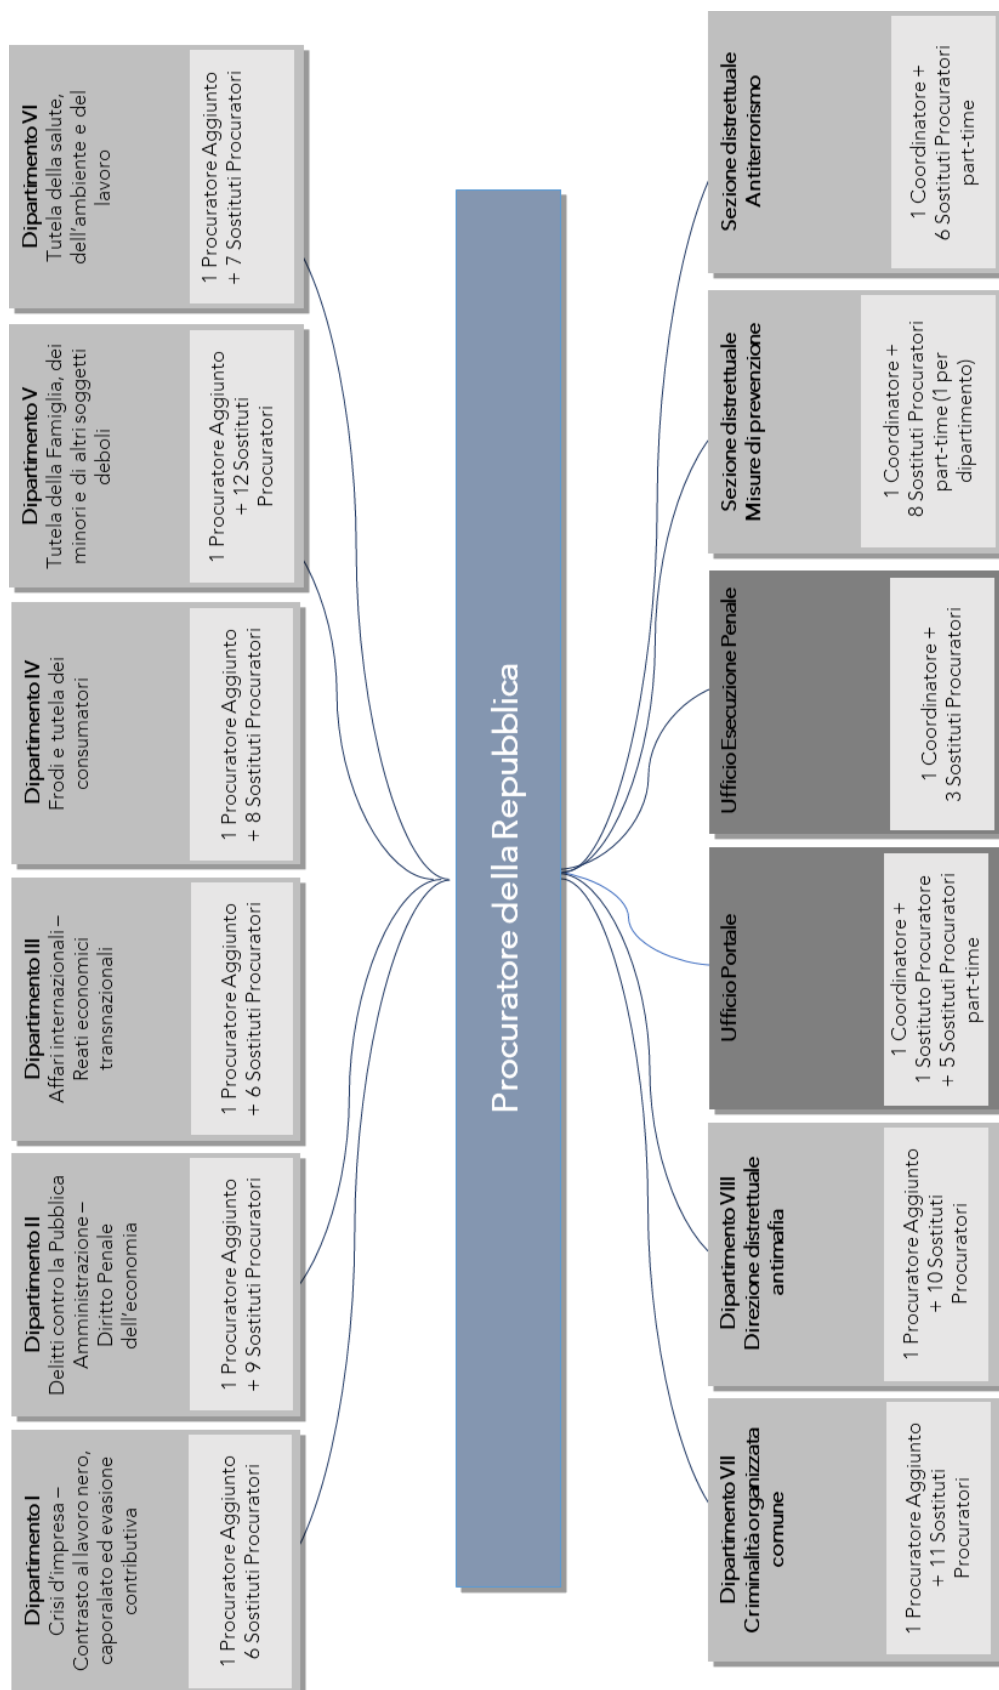 Dipartimento I
Crisi d'impresa –
Contrasto al lavoro nero,
caporalato ed evasione
contributiva
1 Procuratore Aggiunto
6 Sostituti Procuratori
Dipartimento II
Delitti contro la Pubblica
Amministrazione –
Diritto Penale
dell'economia
1 Procuratore Aggiunto
+ 9 Sostituti Procuratori
Dipartimento III
Affari internazionali –
Reati economici
transnazionali
1 Procuratore Aggiunto
+ 6 Sostituti Procuratori
Dipartimento IV
Frodi e tutela dei
consumatori
1 Procuratore Aggiunto
+ 8 Sostituti Procuratori
Dipartimento V
Tutela della Famiglia, dei
minori e di altri soggetti
deboli
1 Procuratore Aggiunto
+ 12 Sostituti
Procuratori
Dipartimento VI
Tutela della salute,
dell'ambiente e del
lavoro
1 Procuratore Aggiunto
+ 7 Sostituti Procuratori
Procuratore della Repubblica
Dipartimento VII
Criminalità organizzata
comune
1 Procuratore Aggiunto
+ 11 Sostituti
Procuratori
Dipartimento VIII
Direzione distrettuale
antimafia
1 Procuratore Aggiunto
+ 10 Sostituti
Procuratori
Ufficio Portale
1 Coordinatore +
1 Sostituto Procuratore
+ 5 Sostituti Procuratori
part-time
Ufficio Esecuzione Penale
1 Coordinatore +
3 Sostituti Procuratori
Sezione distrettuale
Misure di prevenzione
1 Coordinatore +
8 Sostituti Procuratori
part-time (1 per
dipartimento)
Sezione distrettuale
Antiterrorismo
1 Coordinatore +
6 Sostituti Procuratori
part-time